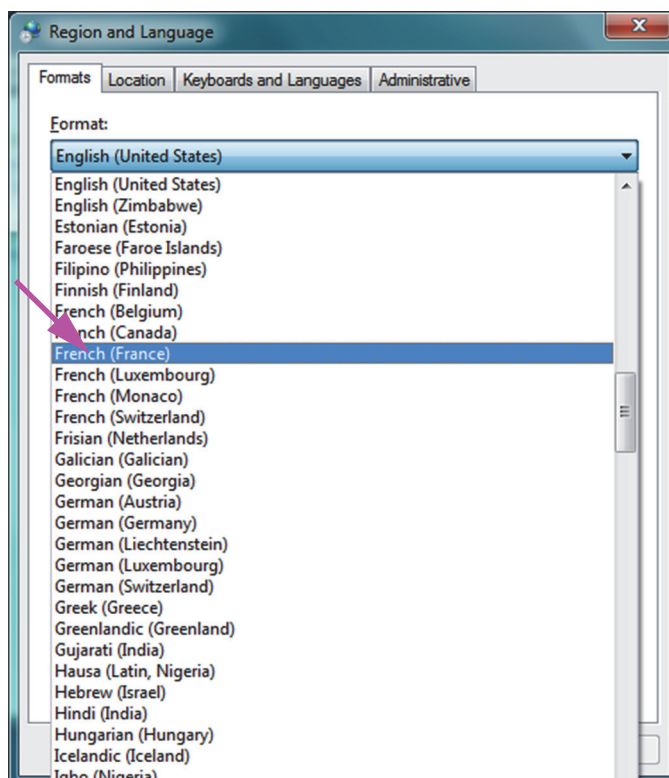 Region and Language
Formats Location Keyboards and Languages Administrative
Format:
English (United States)
English (United States)
English (Zimbabwe)
Estonian (Estonia)
Faroese (Faroe Islands)
Filipino (Philippines)
Finnish (Finland)
French (Belgium)
French (Canada)
French (France)
French (Luxembourg)
French (Monaco)
French (Switzerland)
Frisian (Netherlands)
Galician (Galician)
Georgian (Georgia)
German (Austria)
German (Germany)
German (Liechtenstein)
German (Luxembourg)
German (Switzerland)
Greek (Greece)
Greenlandic (Greenland)
Gujarati (India)
Hausa (Latin, Nigeria)
Hebrew (Israel)
Hindi (India)
Hungarian (Hungary)
Icelandic (Iceland)
Igbo (Nigeria)